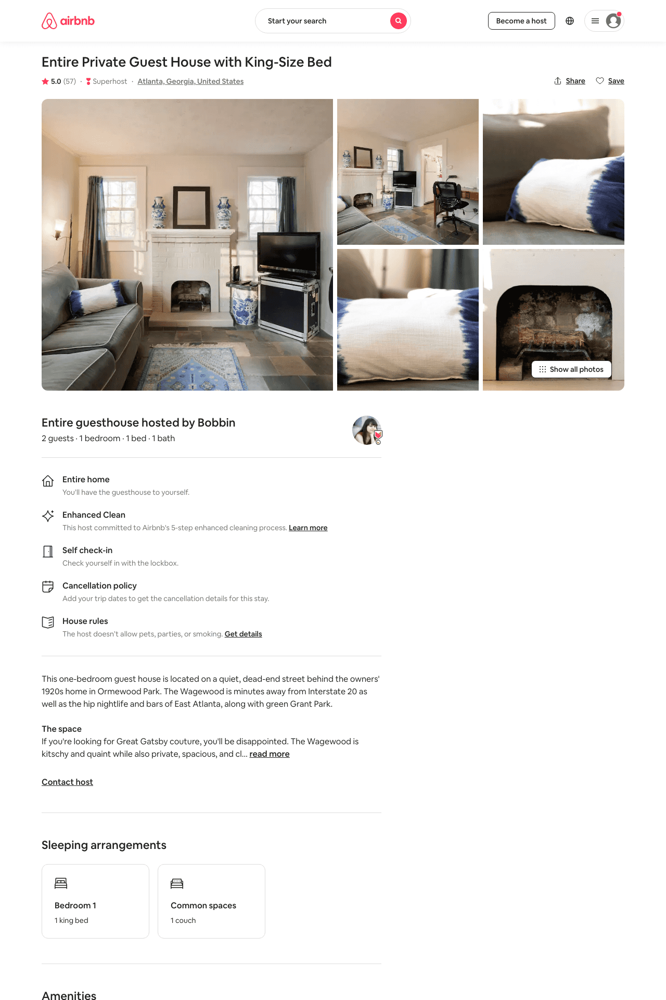 airbnb
Start your search
Become a host
Entire Private Guest House with King-Size Bed
5.0 (57) · Superhost · Atlanta, Georgia, United States
Share
Save
Show all photos
Entire guesthouse hosted by Bobbin
2 guests · 1 bedroom · 1 bed · 1 bath
Entire home
You’ll have the guesthouse to yourself.
Enhanced Clean
This host committed to Airbnb's 5-step enhanced cleaning process. Learn more
Self check-in
Check yourself in with the lockbox.
Cancellation policy
Add your trip dates to get the cancellation details for this stay.
House rules
The host doesn’t allow pets, parties, or smoking. Get details
This one-bedroom guest house is located on a quiet, dead-end street behind the owners'
1920s home in Ormewood Park. The Wagewood is minutes away from Interstate 20 as
well as the hip nightlife and bars of East Atlanta, along with green Grant Park.
The space
If you're looking for Great Gatsby couture, you'll be disappointed. The Wagewood is
kitschy and quaint while also private, spacious, and cl... read more
Contact host
Sleeping arrangements
Bedroom 1
1 king bed
Common spaces
1 couch
Amenities